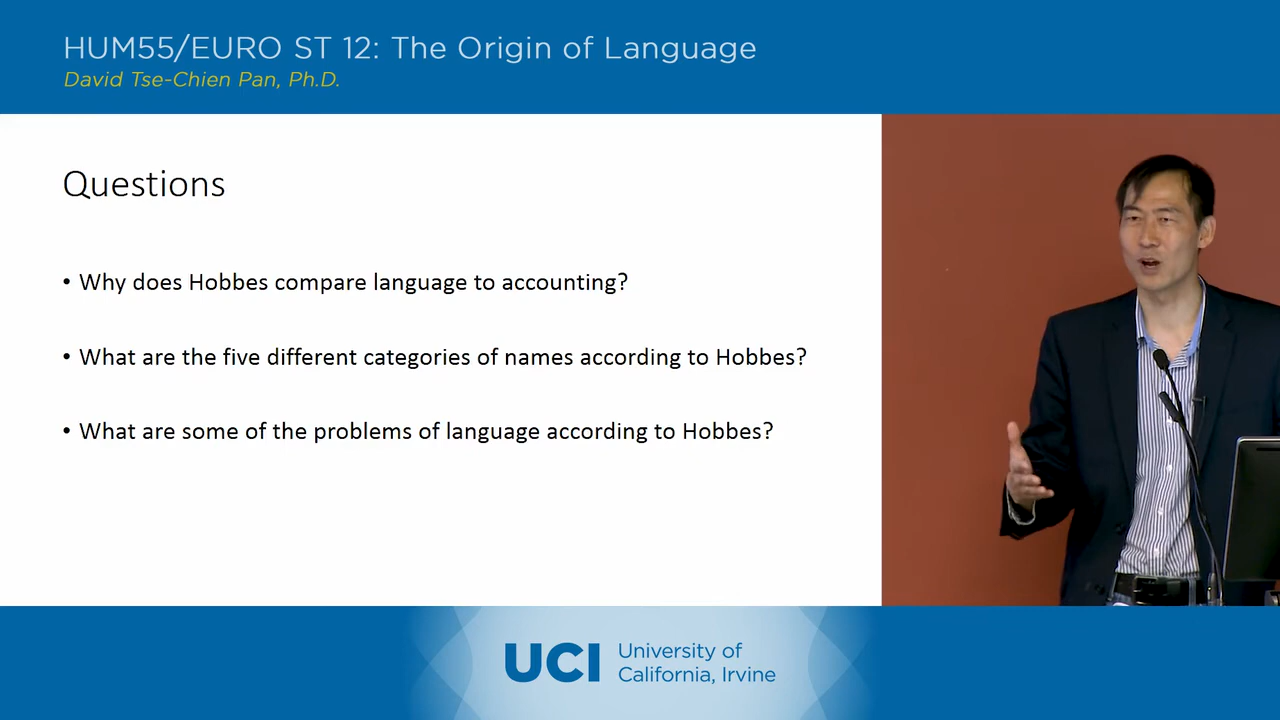 HUM55/EURO ST 12: The Origin of Language
David Tse-Chien Pan, Ph.D.
Questions
• Why does Hobbes compare language to accounting?
• What are the five different categories of names according to Hobbes?
• What are some of the problems of language according to Hobbes?
UCI
University of
California, Irvine